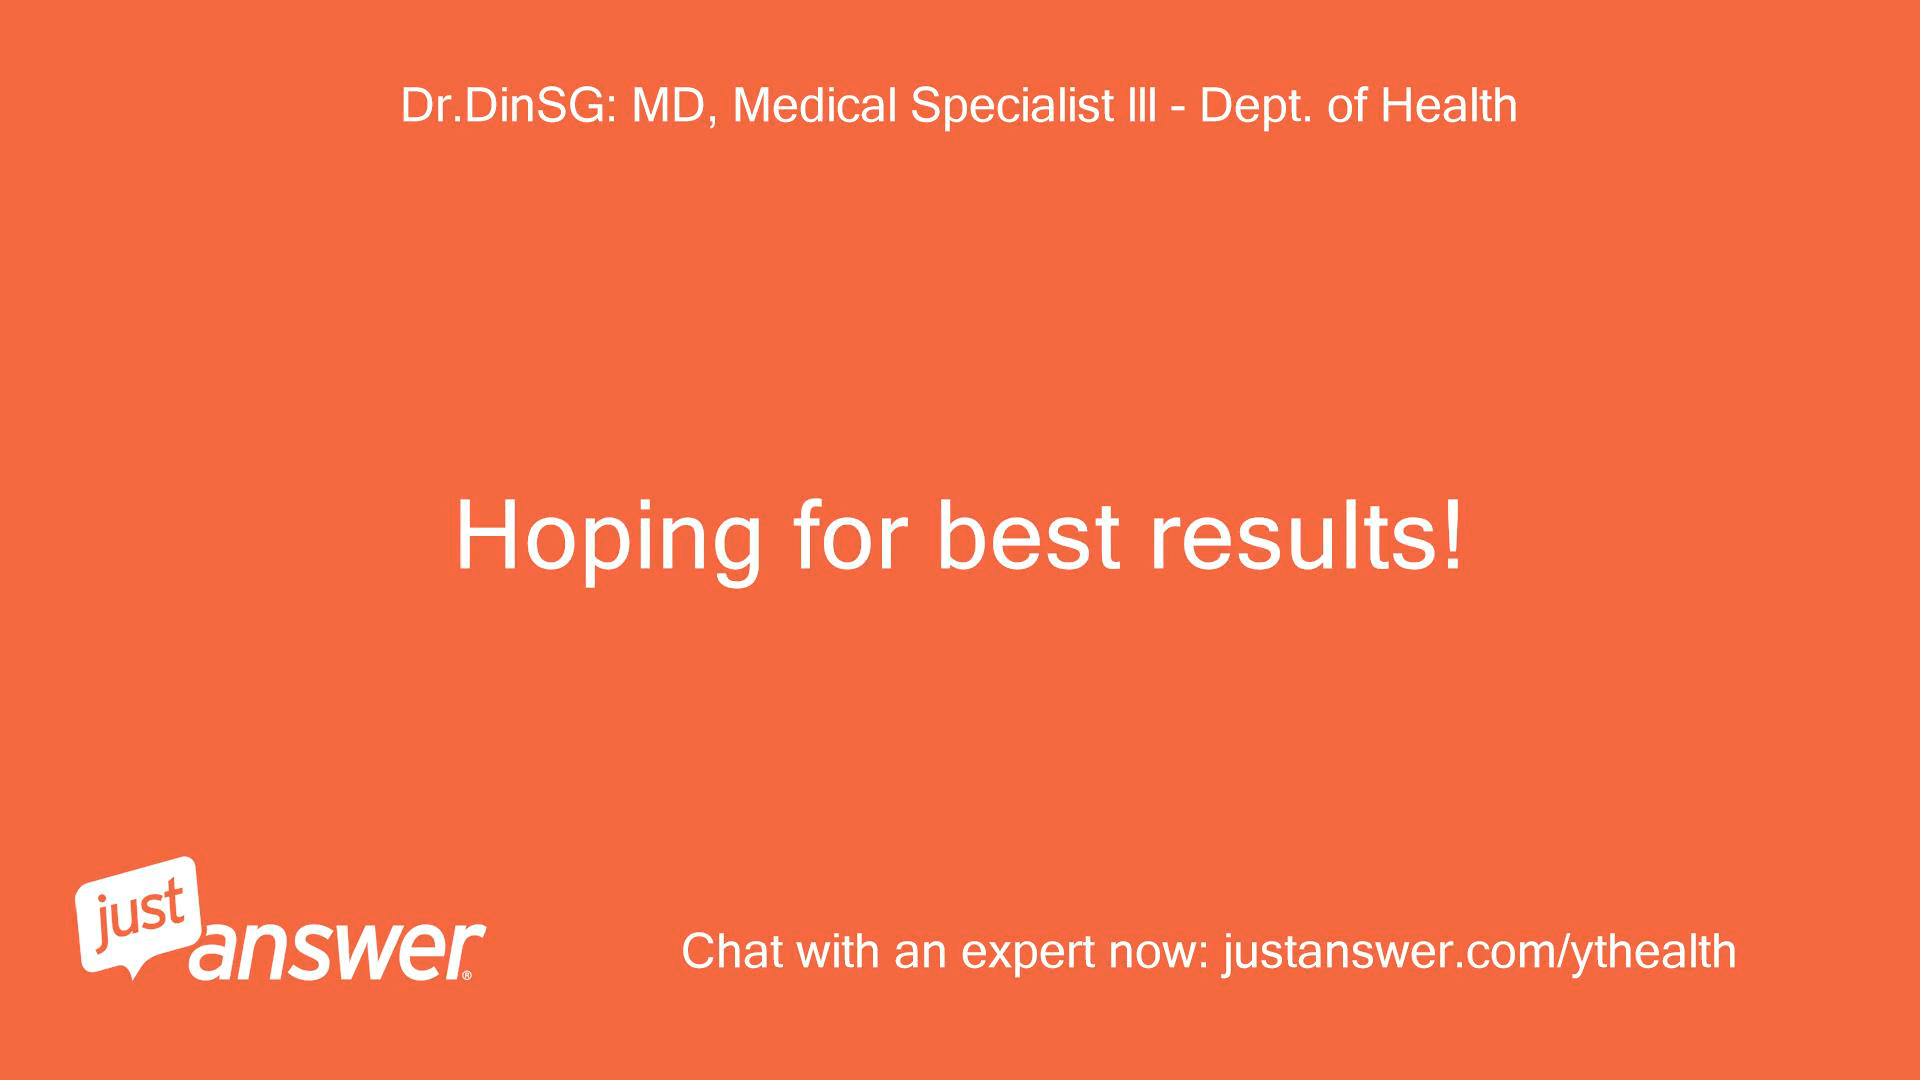 Dr.DinSG: MD, Medical Specialist lll - Dept. of Health
Hoping for best results!
just
answer®
Chat with an expert now: justanswer.com/ythealth